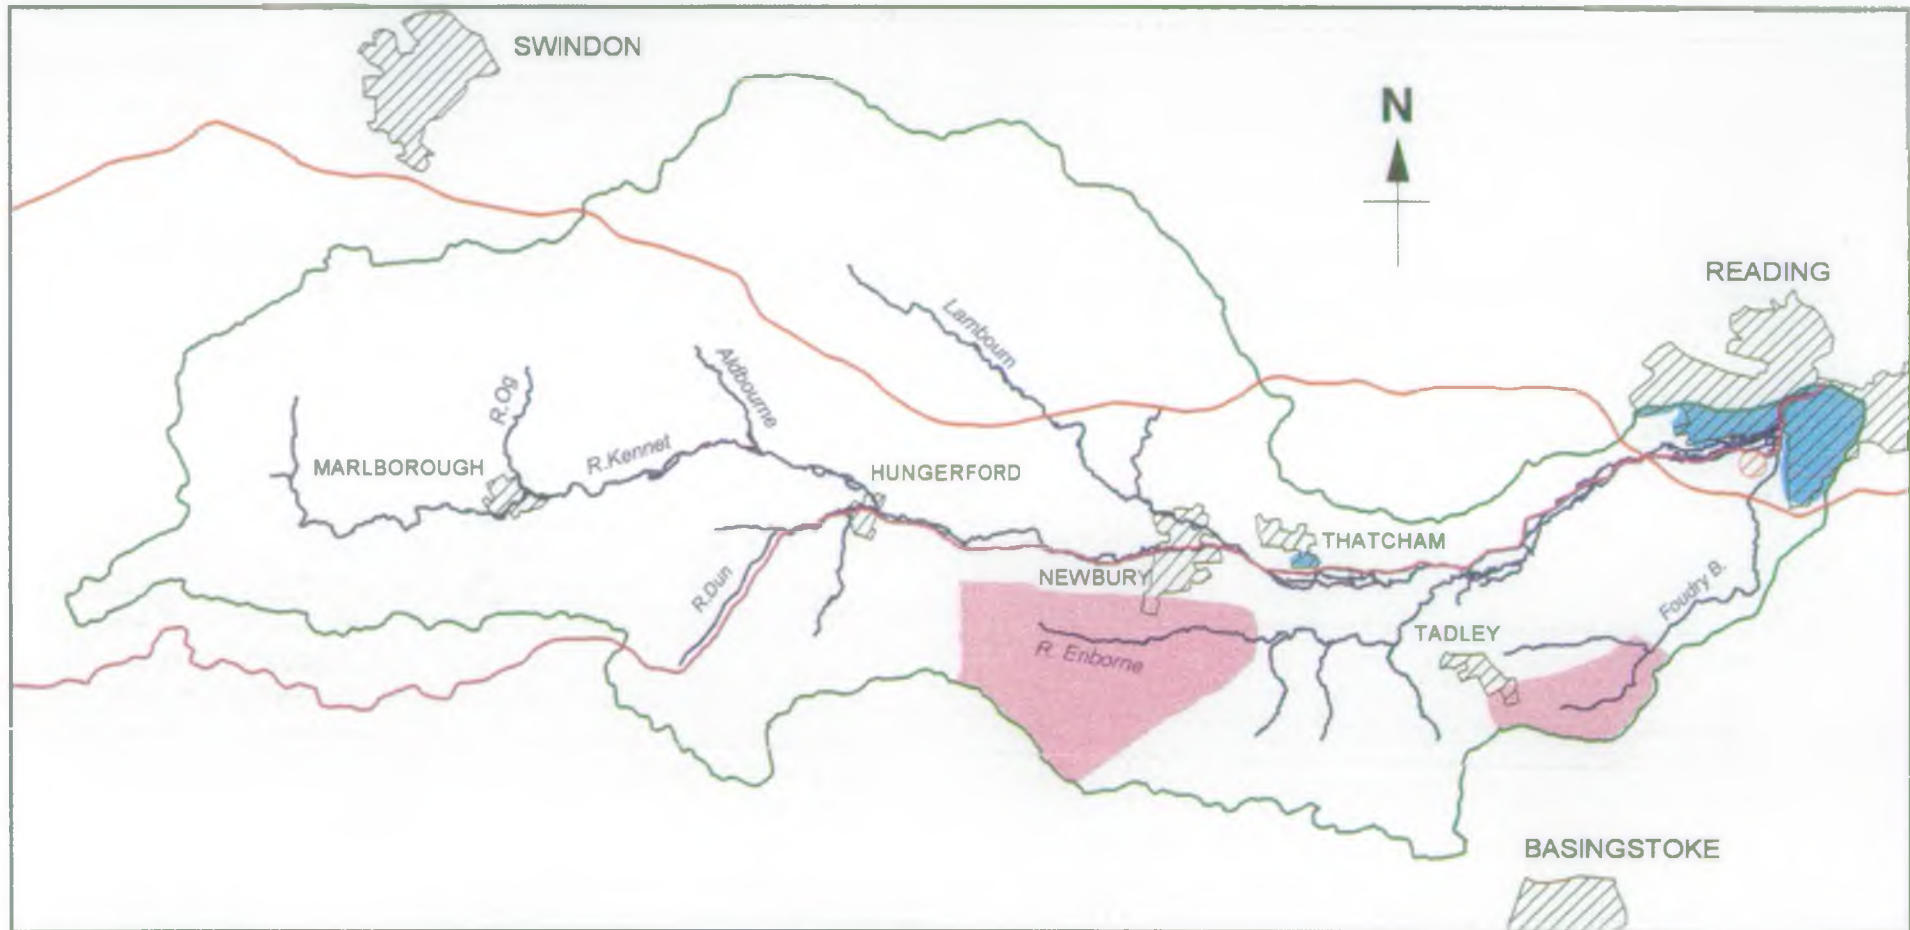 SWINDON
N
READING
Lambourn
Aldbourne
R.Og
R.Kennet
MARLBOROUGH
HUNGERFORD
THATCHAM
NEWBURY
R.Dun
Foudry B.
TADLEY
R. Enborne
BASINGSTOKE